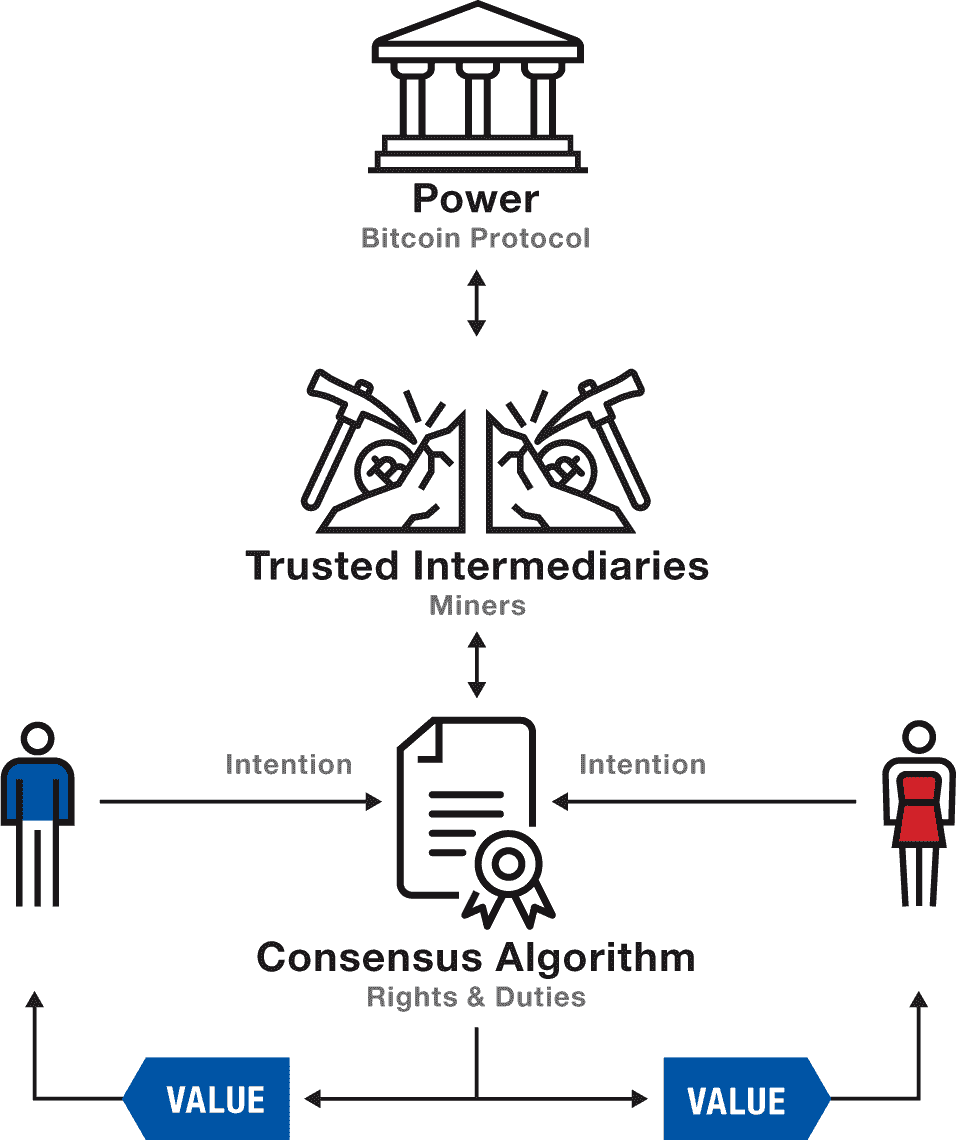 Power
Bitcoin Protocol
Trusted Intermediaries
Miners
Intention
Intention
Consensus Algorithm
Rights & Duties
VALUE
VALUE